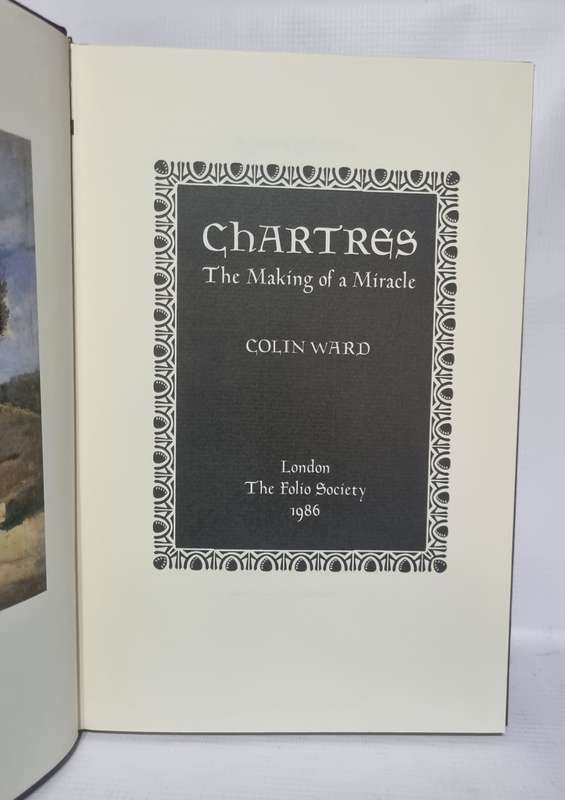 CHARTRES
The Making of a Miracle
COLIN WARD
London
The Folio Society
1986